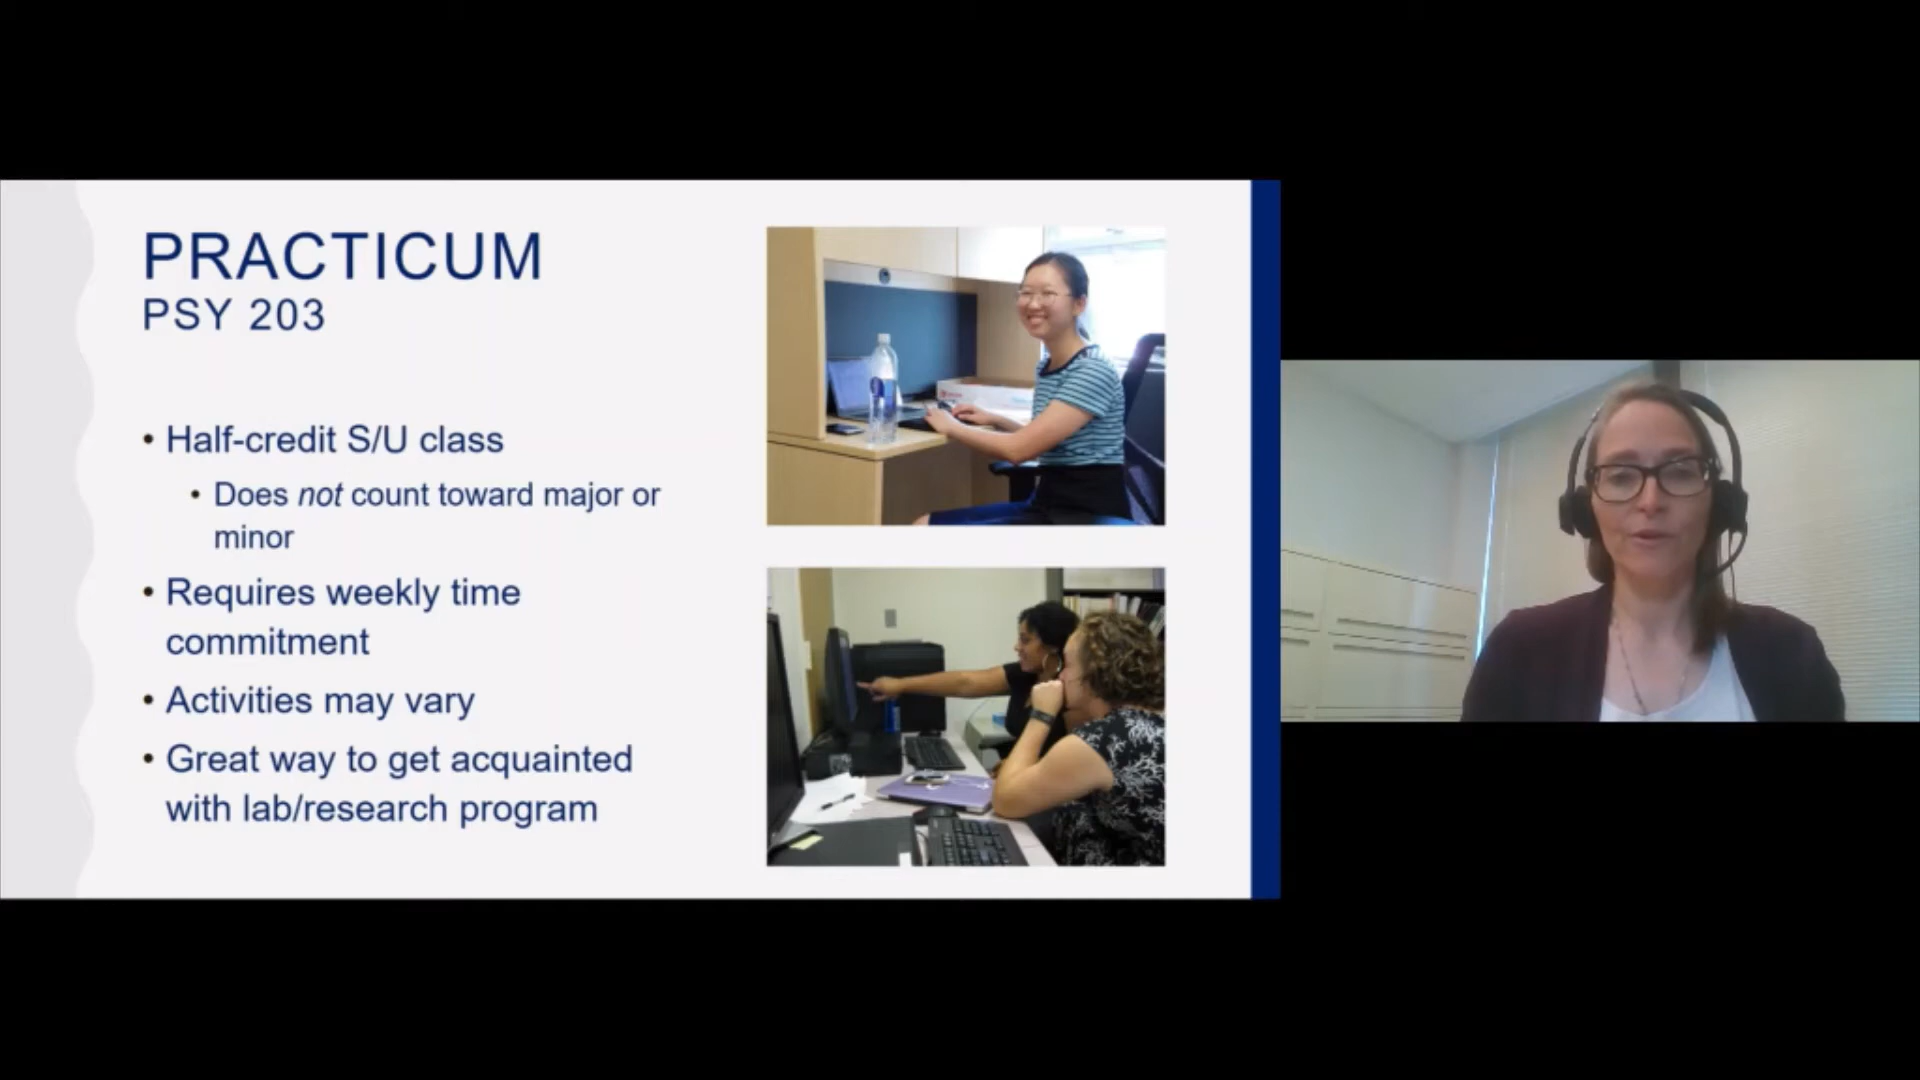 PRACTICUM
PSY 203
• Half-credit S/U class
• Does not count toward major or
minor
• Requires weekly time
commitment
• Activities may vary
• Great way to get acquainted
with lab/research program